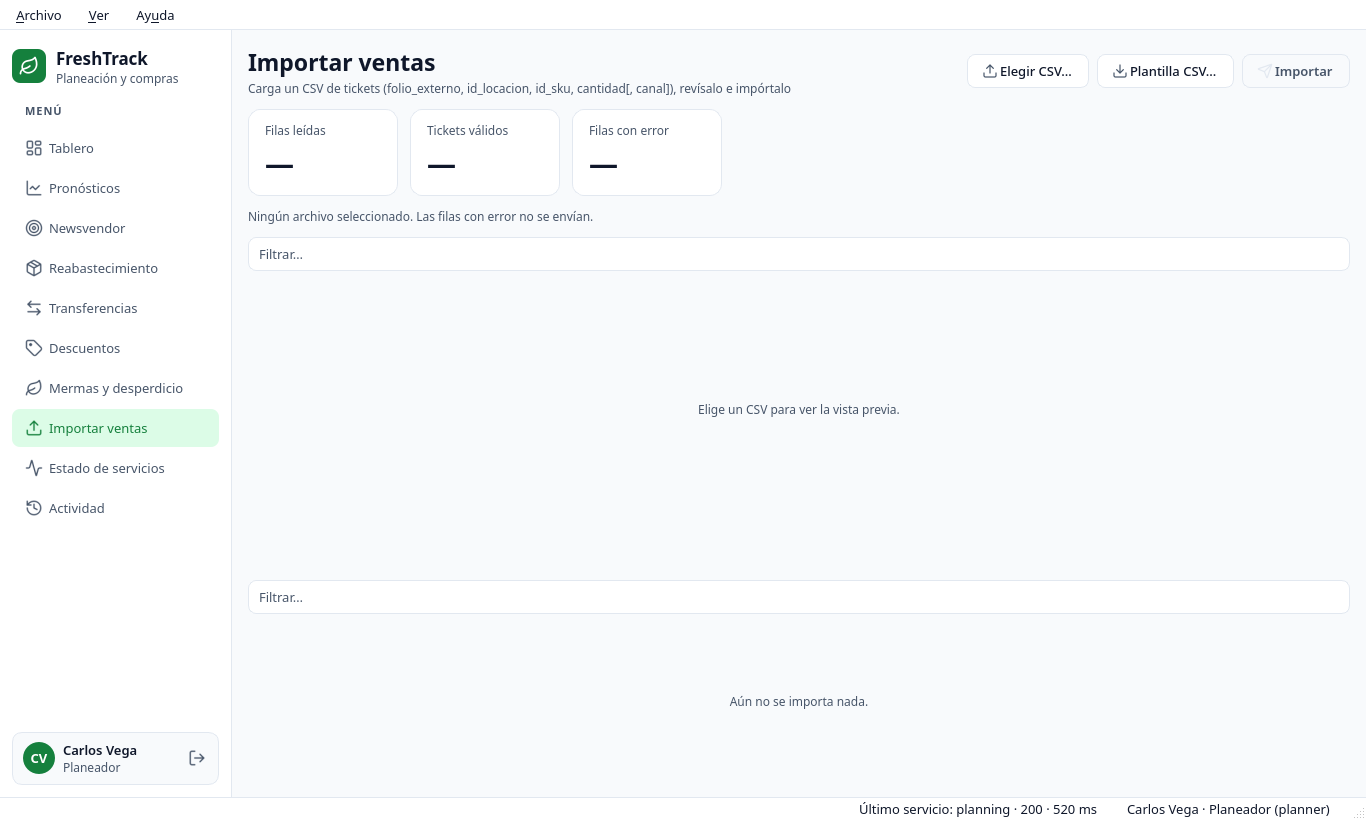 Archivo Ver Ayuda
FreshTrack
Planeación y compras
MENÚ
Tablero
Pronósticos
Newsvendor
Reabastecimiento
Transferencias
Descuentos
Mermas y desperdicio
Importar ventas
Estado de servicios
Actividad
CV
Carlos Vega
Planeador
Importar ventas
Carga un CSV de tickets (folio_externo, id_locacion, id_sku, cantidad[, canal]), revísalo e impórtalo
Elegir CSV...
Plantilla CSV...
Importar
Filas leídas
—
Tickets válidos
—
Filas con error
—
Ningún archivo seleccionado. Las filas con error no se envían.
Filtrar...
Elige un CSV para ver la vista previa.
Filtrar...
Aún no se importa nada.
Último servicio: planning · 200 · 520 ms
Carlos Vega · Planeador (planner)